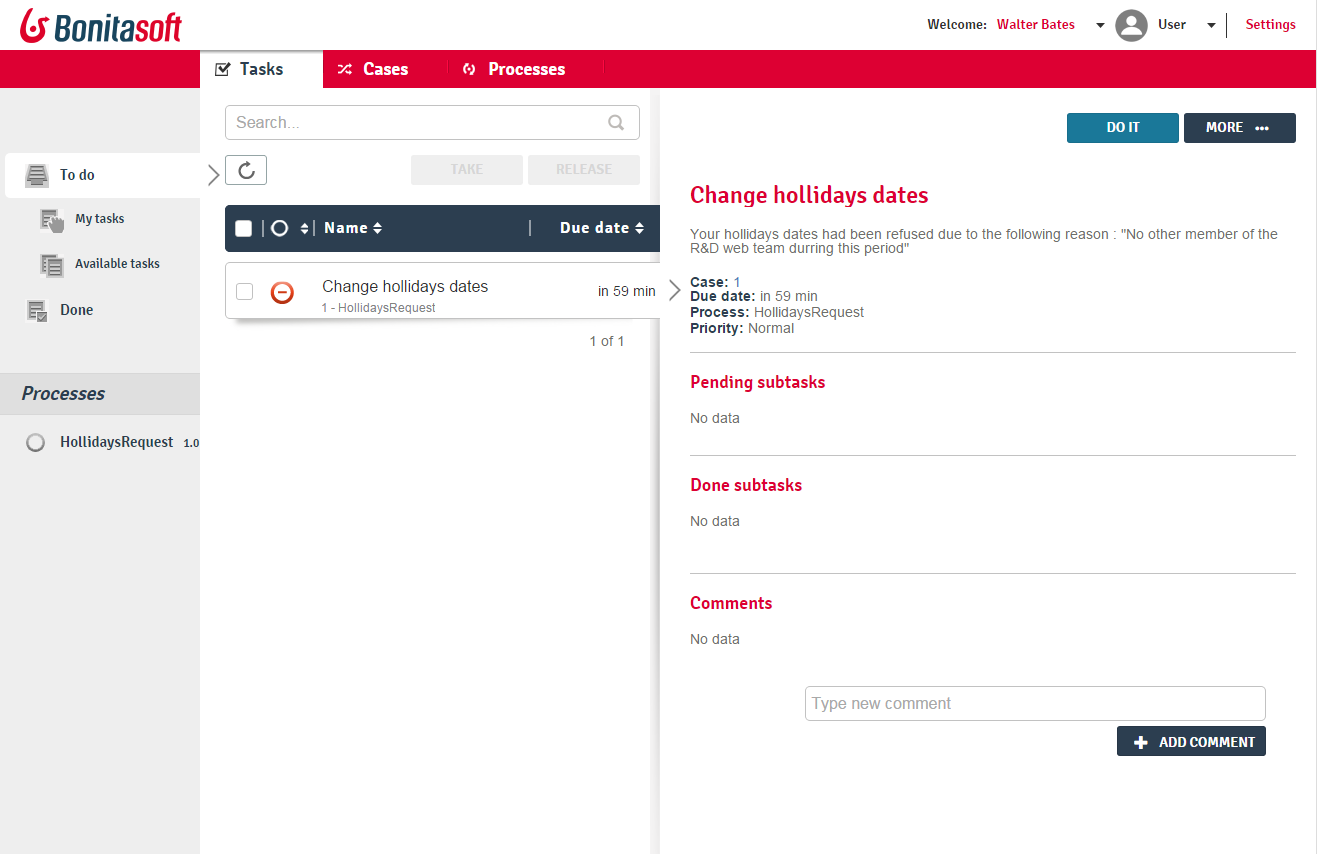 Bonitasoft
Welcome: Walter Bates User Settings
Tasks Cases Processes
Search...
DO IT MORE •••
To do
TAKE RELEASE
Change hollidays dates
My tasks
Name Due date
Your hollidays dates had been refused due to the following reason : "No other member of the
R&D web team durring this period"
Available tasks
Change hollidays dates in 59 min
1 - HollidaysRequest
Case: 1
Due date: in 59 min
Process: HollidaysRequest
Priority: Normal
Done
1 of 1
Processes
Pending subtasks
No data
HollidaysRequest 1.0
Done subtasks
No data
Comments
No data
Type new comment
ADD COMMENT